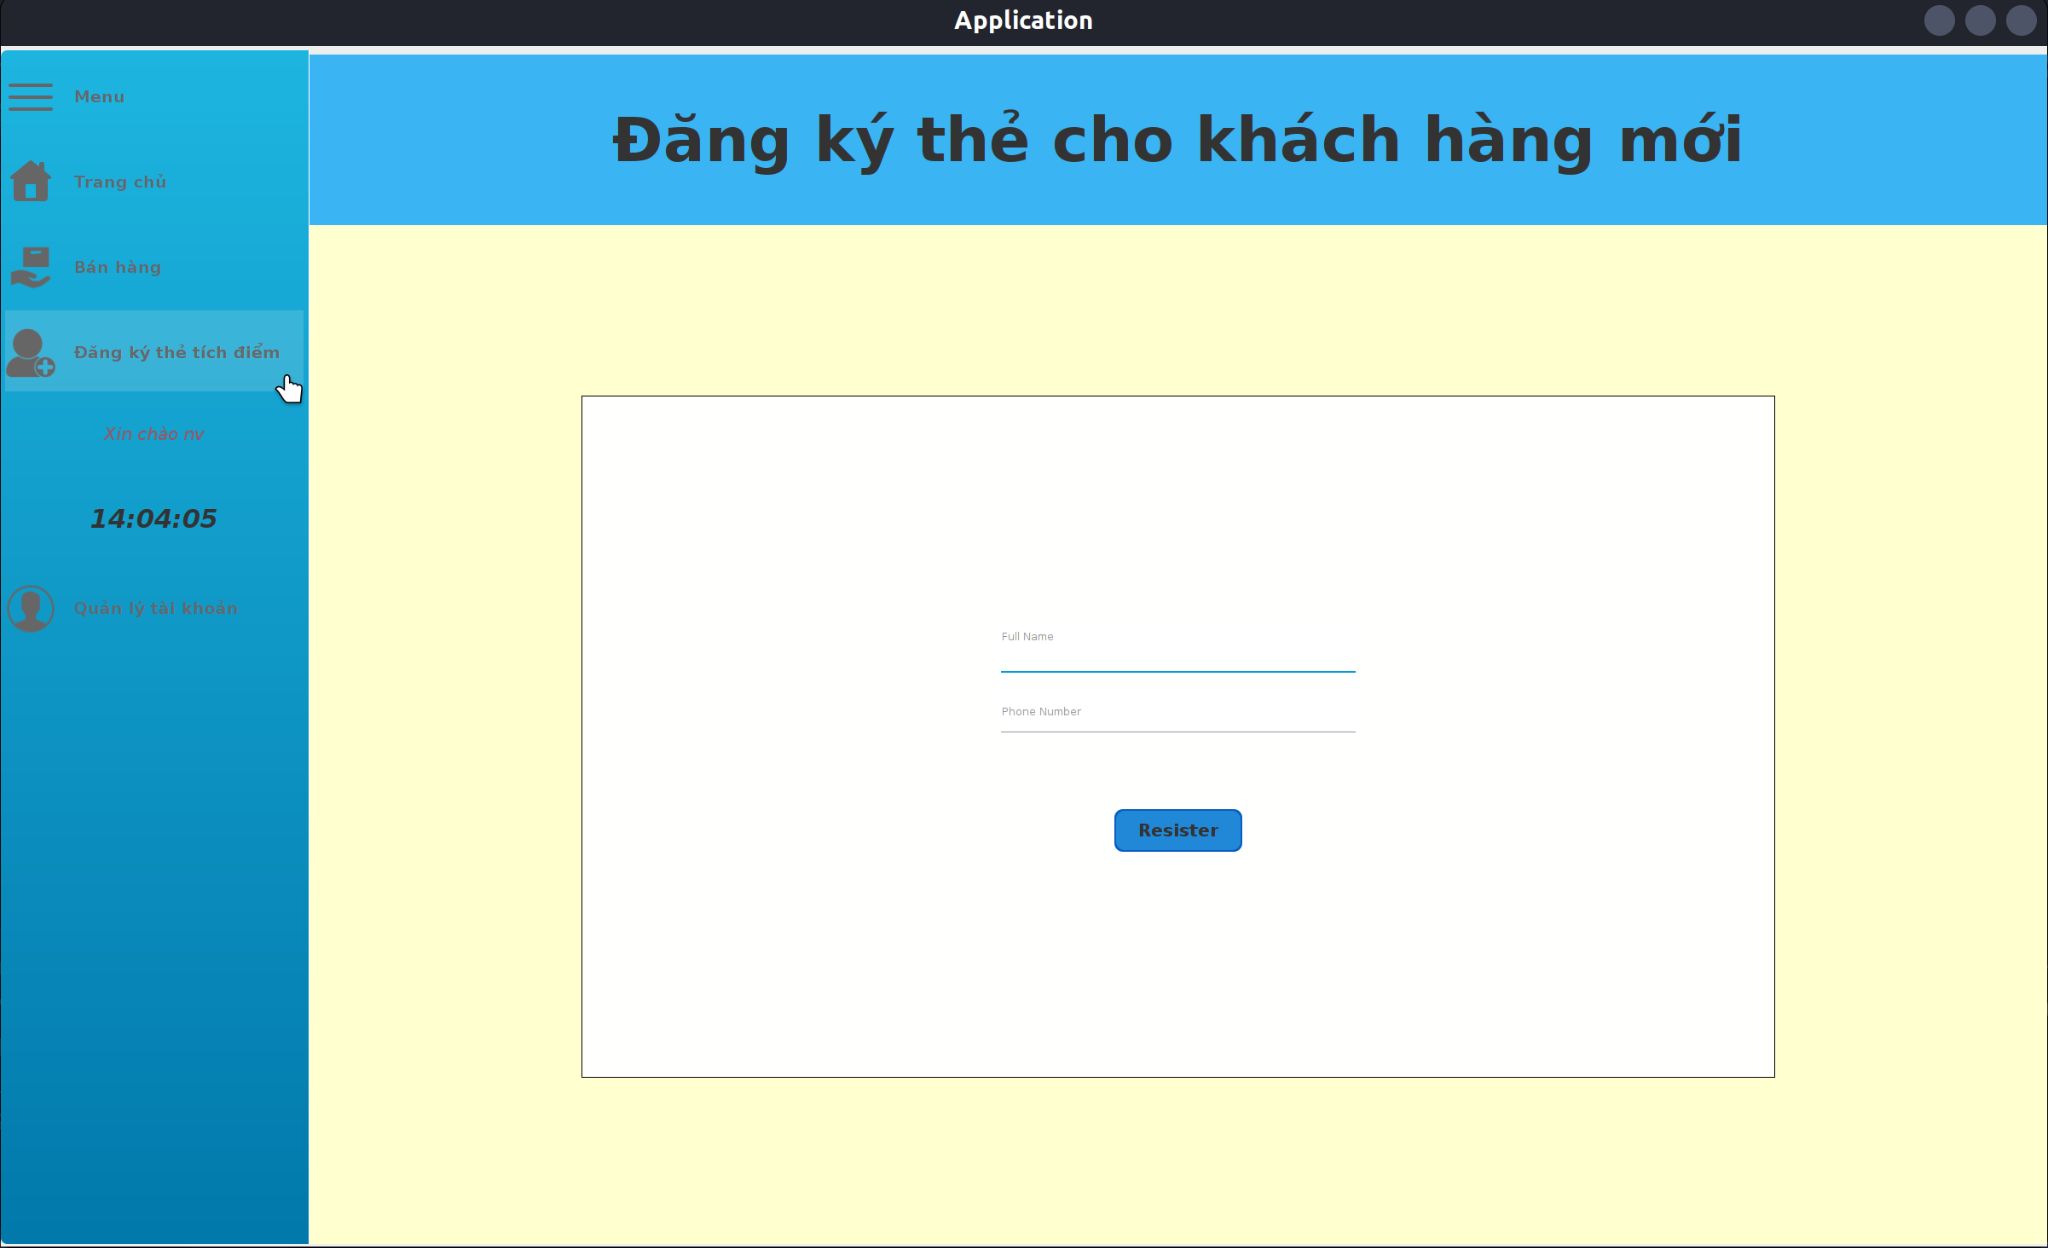 Application
Menu
Trang chủ
Bán hàng
Đăng ký thẻ tích điểm
Xin chào nv
14:04:05
Quản lý tài khoản
Đăng ký thẻ cho khách hàng mới
Full Name
Phone Number
Resister